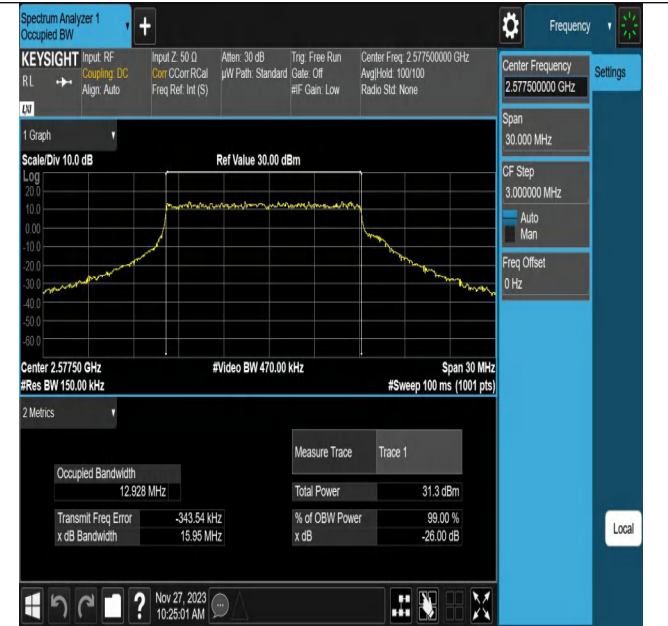 Spectrum Analyzer 1
Occupied BW
Frequency
KEYSIGHT
R L
LXI
Input: RF
Coupling: DC
Align: Auto
Input Z: 50 Ω
Corr CCorr RCal
Freq Ref: Int (S)
Atten: 30 dB
µW Path: Standard
Trig: Free Run
Gate: Off
#IF Gain: Low
Center Freq: 2.577500000 GHz
Avg|Hold: 100/100
Radio Std: None
Center Frequency
2.577500000 GHz
Settings
Span
30.000 MHz
CF Step
3.000000 MHz
Auto
Man
Freq Offset
0 Hz
1 Graph
Scale/Div 10.0 dB
Ref Value 30.00 dBm
Log
20.0
10.0
0.00
-10.0
-20.0
-30.0
-40.0
-50.0
-60.0
Center 2.57750 GHz
#Video BW 470.00 kHz
Span 30 MHz
#Res BW 150.00 kHz
#Sweep 100 ms (1001 pts)
2 Metrics
Measure Trace
Trace 1
Occupied Bandwidth
12.928 MHz
Total Power
31.3 dBm
Transmit Freq Error
-343.54 kHz
% of OBW Power
99.00 %
x dB Bandwidth
15.95 MHz
x dB
-26.00 dB
Local
?
Nov 27, 2023
10:25:01 AM